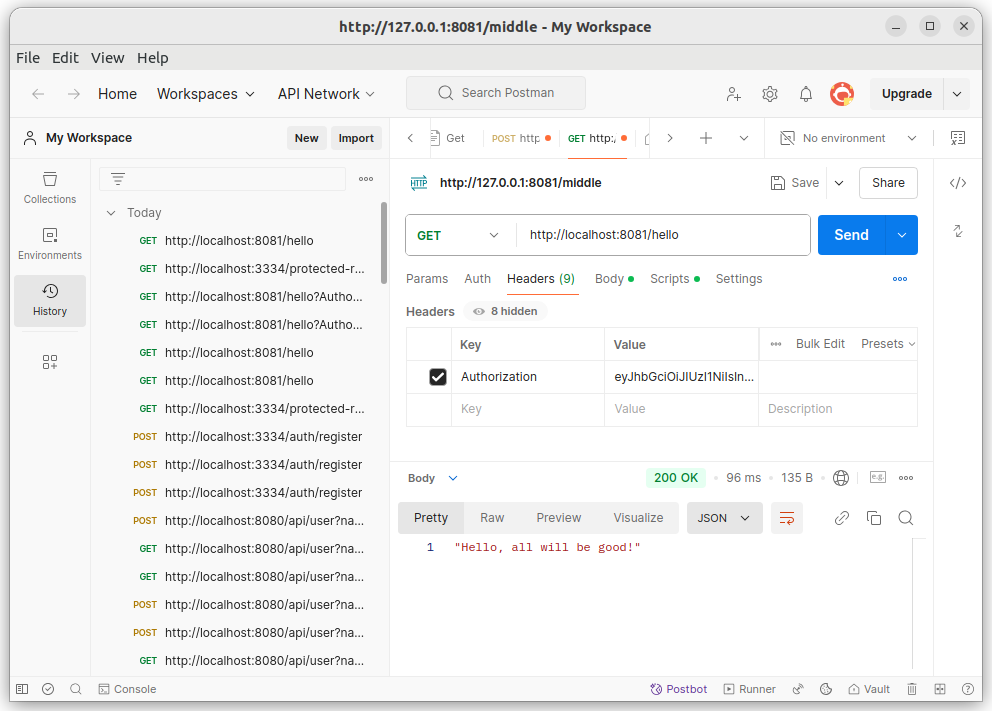 http://127.0.0.1:8081/middle - My Workspace
File Edit View Help
Home Workspaces API Network Search Postman Upgrade
My Workspace New Import
Get POST http GET http:, No environment
Collections
Environments
History
Today
GET http://localhost:8081/hello
GET http://localhost:3334/protected-r...
GET http://localhost:8081/hello?Autho...
GET http://localhost:8081/hello?Autho...
GET http://localhost:8081/hello
GET http://localhost:8081/hello
GET http://localhost:3334/protected-r...
POST http://localhost:3334/auth/register
POST http://localhost:3334/auth/register
POST http://localhost:3334/auth/register
POST http://localhost:8080/api/user?na...
GET http://localhost:8080/api/user?na...
GET http://localhost:8080/api/user?na...
POST http://localhost:8080/api/user?na...
POST http://localhost:8080/api/user?na...
GET http://localhost:8080/api/user?na...
HTTP http://127.0.0.1:8081/middle Save Share
GET http://localhost:8081/hello Send
Params Auth Headers (9) Body Scripts Settings
Headers 8 hidden
Key Value Bulk Edit Presets
Authorization eyJhbGciOiJIUzI1NiIsIn...
Key Value Description
Body 200 OK 96 ms 135 B e.g.
Pretty Raw Preview Visualize JSON
1 "Hello, all will be good!"
Console Postbot Runner Vault